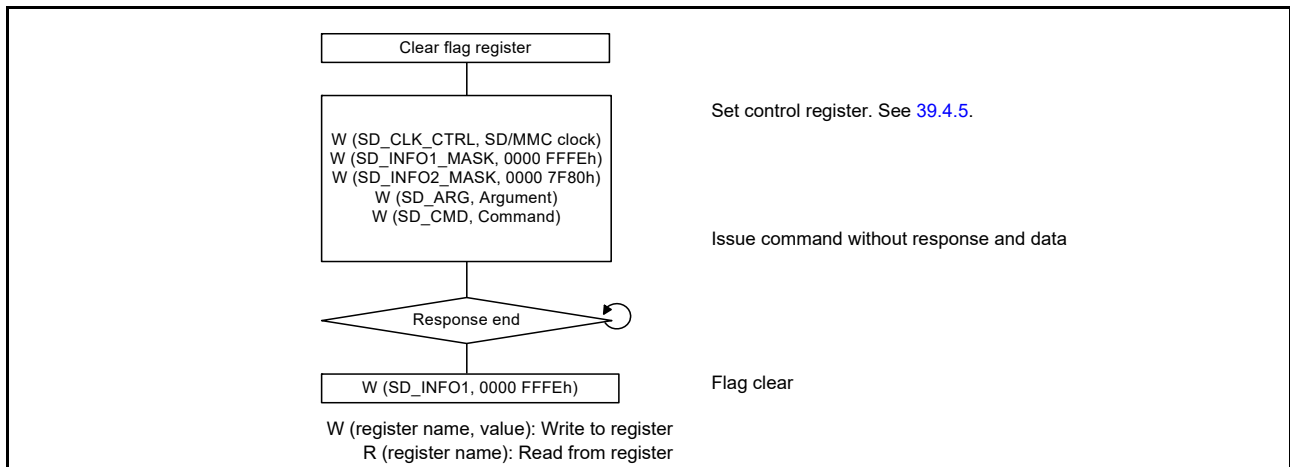 Clear flag register
Set control register. See 39.4.5.
W (SD_CLK_CTRL, SD/MMC clock)
W (SD_INFO1_MASK, 0000 FFFEh)
W (SD_INFO2_MASK, 0000 7F80h)
W (SD_ARG, Argument)
W (SD_CMD, Command)
Issue command without response and data
Response end
W (SD_INFO1, 0000 FFFEh)
Flag clear
W (register name, value): Write to register
R (register name): Read from register